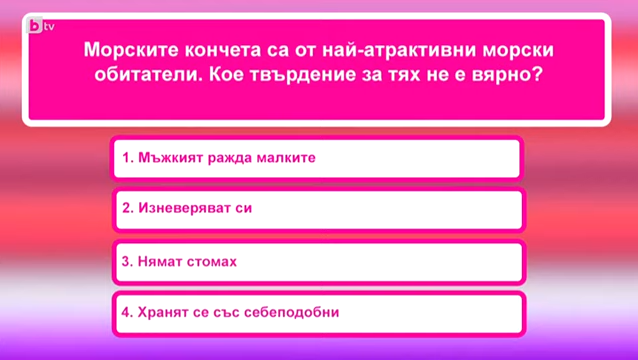 btv
Морските кончета са от най-атрактивни морски
обитатели. Кое твърдение за тях не е вярно?
1. Мъжкият ражда малките
2. Изневеряват си
3. Нямат стомах
4. Хранят се със себеподобни